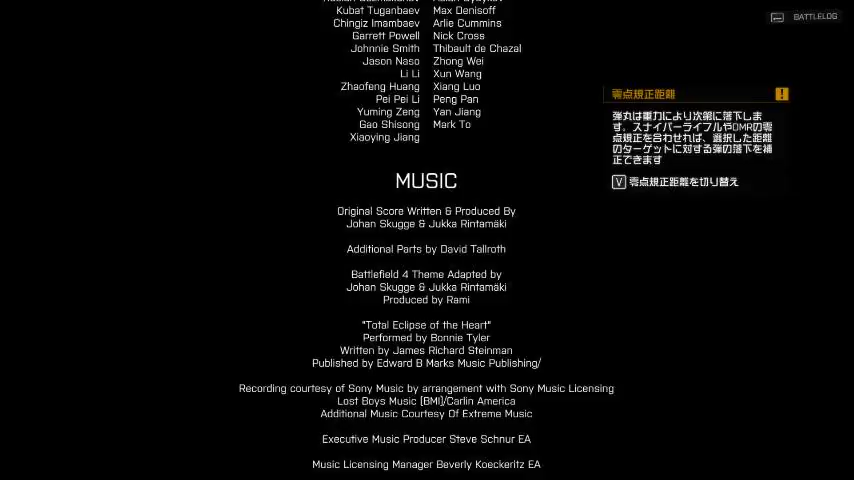 BATTLELOG
Kubat Tuganbaev Max Denisoff
Chingiz Imambaev Arlie Cummins
Garrett Powell Nick Cross
Johnnie Smith Thibault de Chazal
Jason Naso Zhong Wei
Li Li Xun Wang
Zhaofeng Huang Xiang Luo
Pei Pei Li Peng Pan
Yuming Zeng Yan Jiang
Gao Shisong Mark To
Xiaoying Jiang
零点規正距離
弾丸は重力により次第に落下しま
す。スナイパーライフルやDMRの零
点規正を合わせれば、選択した距離
のターゲットに対する弾の落下を補
正できます
V 零点規正距離を切り替え
MUSIC
Original Score Written & Produced By
Johan Skugge & Jukka Rintamäki
Additional Parts by David Tallroth
Battlefield 4 Theme Adapted by
Johan Skugge & Jukka Rintamäki
Produced by Rami
"Total Eclipse of the Heart"
Performed by Bonnie Tyler
Written by James Richard Steinman
Published by Edward B Marks Music Publishing/
Recording courtesy of Sony Music by arrangement with Sony Music Licensing
Lost Boys Music [BMI]/Carlin America
Additional Music Courtesy Of Extreme Music
Executive Music Producer Steve Schnur EA
Music Licensing Manager Beverly Koeckeritz EA